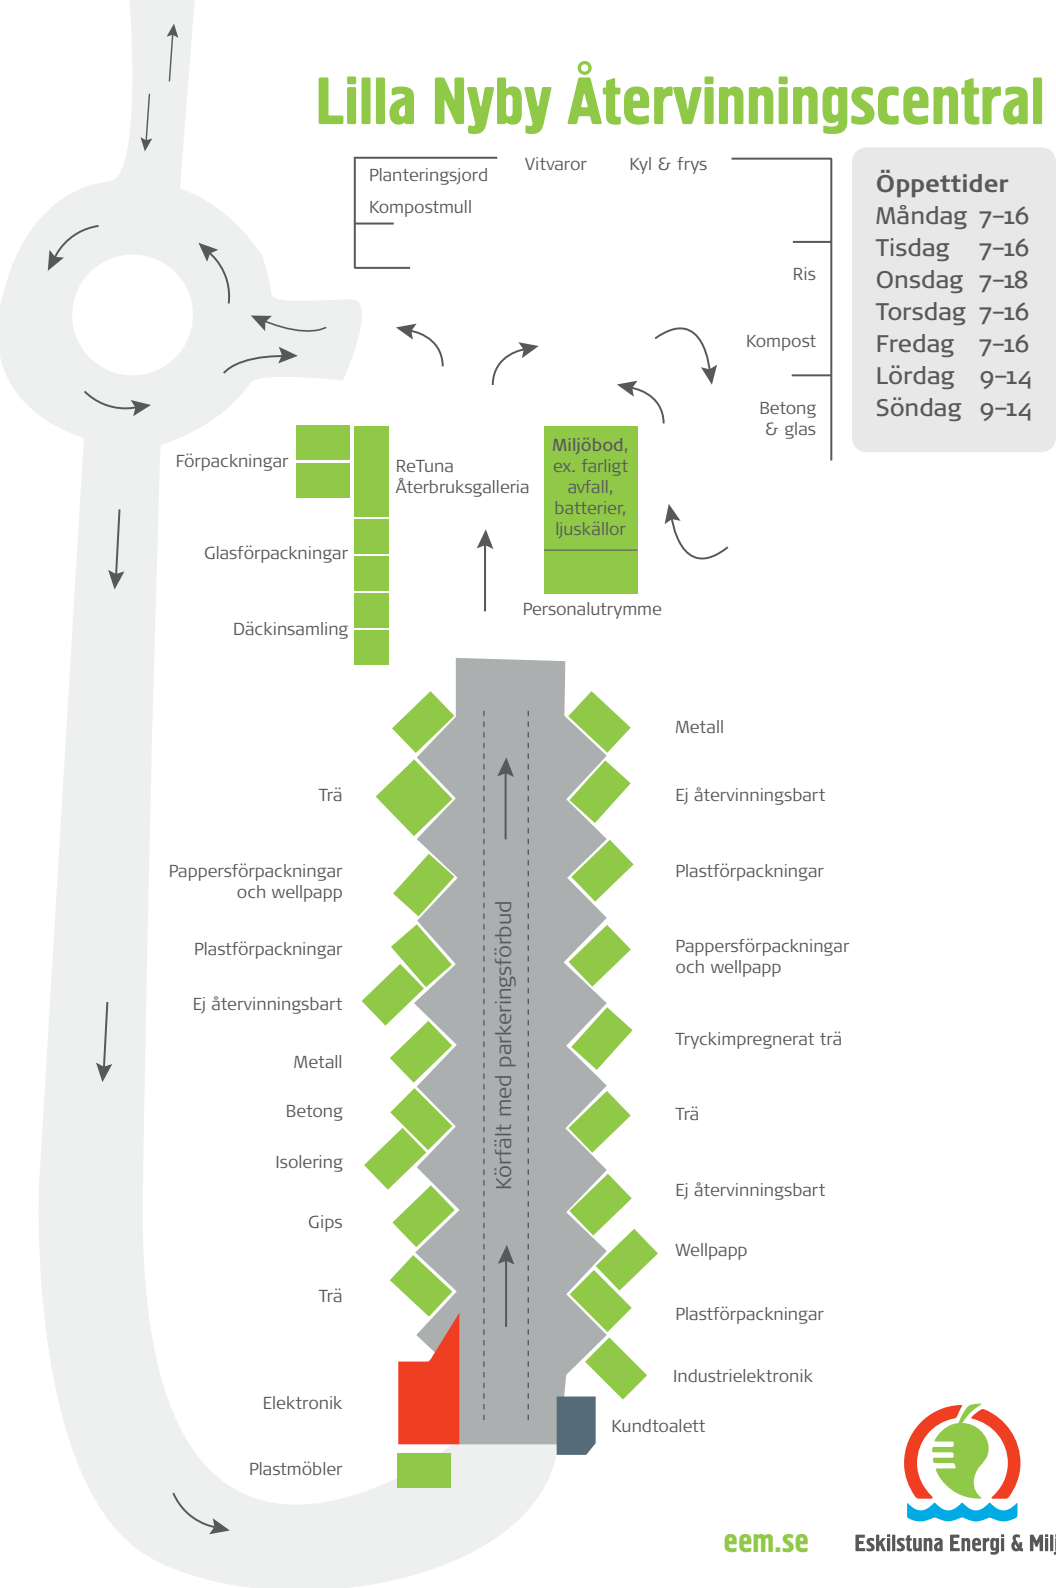 Lilla Nyby Återvinningscentral
Planteringsjord
Kompostmull
Vitvaror
Kyl & frys
Öppettider
Måndag 7–16
Tisdag 7–16
Onsdag 7–18
Torsdag 7–16
Fredag 7–16
Lördag 9–14
Söndag 9–14
Ris
Kompost
Betong
& glas
Förpackningar
ReTuna
Återbruksgalleria
Miljöbod,
ex. farligt
avfall,
batterier,
ljuskällor
Glasförpackningar
Däckinsamling
Personalutrymme
Trä
Pappersförpackningar
och wellpapp
Plastförpackningar
Ej återvinningsbart
Metall
Betong
Isolering
Gips
Trä
Elektronik
Plastmöbler
Körfält med parkeringsförbud
Metall
Ej återvinningsbart
Plastförpackningar
Pappersförpackningar
och wellpapp
Tryckimpregnerat trä
Trä
Ej återvinningsbart
Wellpapp
Plastförpackningar
Industrielektronik
Kundtoalett
eem.se
Eskilstuna Energi &